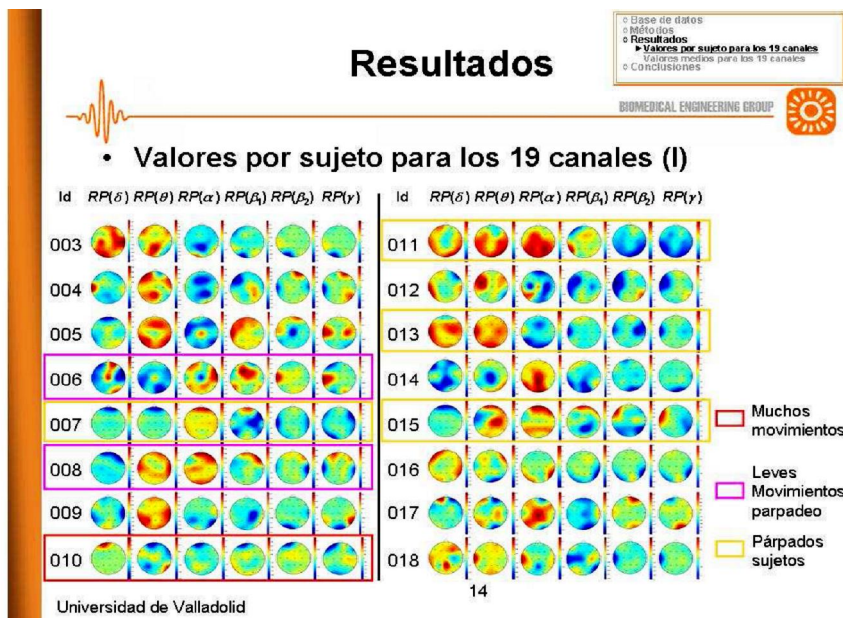 Base de datos
Métodos
Resultados
Valores por sujeto para los 19 canales
Valores medios para los 19 canales
Conclusiones
Resultados
BIOMEDICAL ENGINEERING GROUP
• Valores por sujeto para los 19 canales (I)
Id RP(δ) RP(θ) RP(α) RP(β1) RP(β2) RP(γ)
003
004
005
006
007
008
009
010
Id RP(δ) RP(θ) RP(α) RP(β1) RP(β2) RP(γ)
011
012
013
014
015
016
017
018
Muchos
movimientos
Leves
Movimientos
parpadeo
Párpados
sujetos
14
Universidad de Valladolid